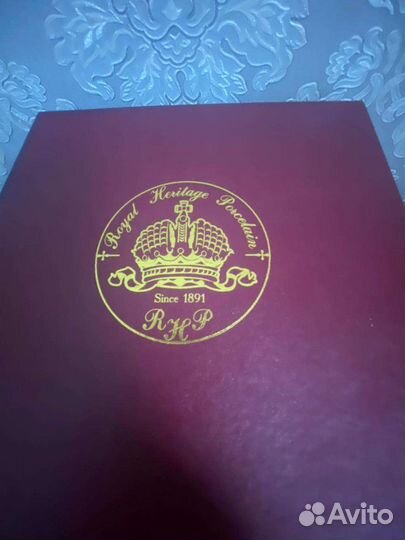 Royal Heritage Porcelain
Since 1891
RHP
Avito